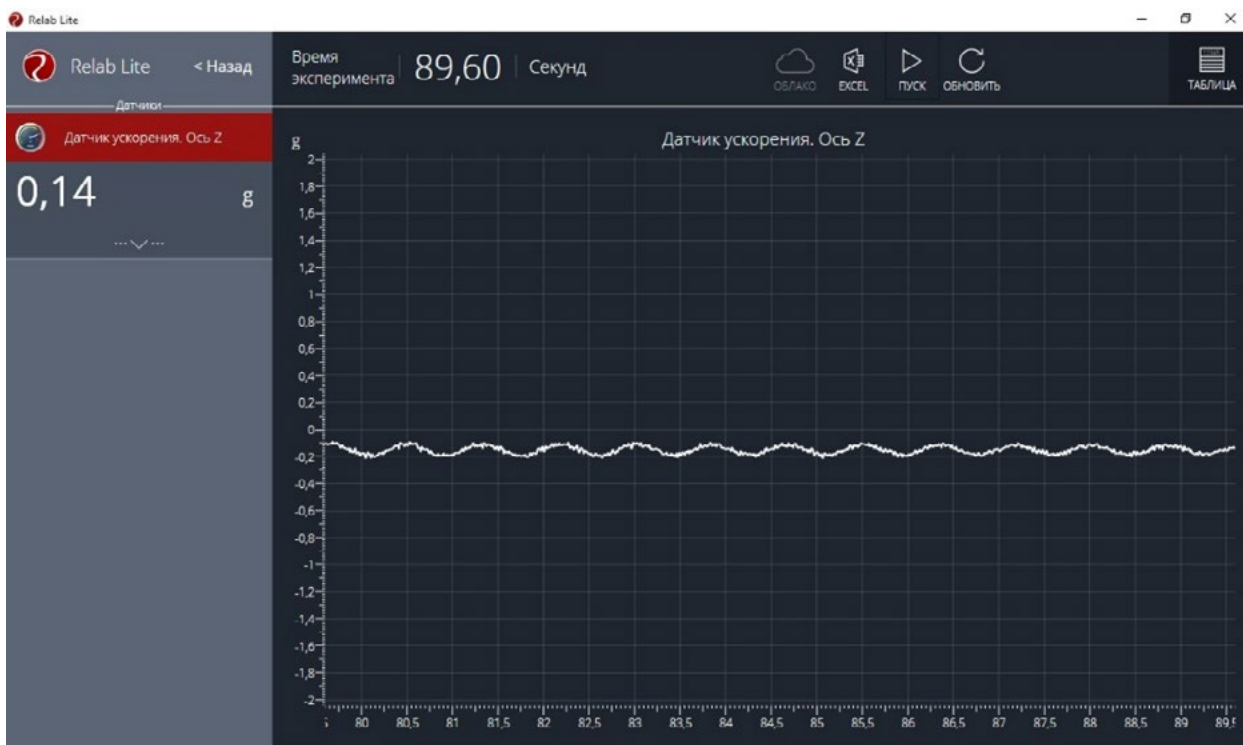 Relab Lite
Relab Lite < Назад
Датчики
Датчик ускорения. Ось Z
0,14 g
Время
эксперимента 89,60 Секунд
ОБЛАКО EXCEL ПУСК ОБНОВИТЬ
ТАБЛИЦА
Датчик ускорения. Ось Z
g
2
1,8
1,6
1,4
1,2
1
0,8
0,6
0,4
0,2
0
-0,2
-0,4
-0,6
-0,8
-1
-1,2
-1,4
-1,6
-1,8
-2
80 80,5 81 81,5 82 82,5 83 83,5 84 84,5 85 85,5 86 86,5 87 87,5 88 88,5 89